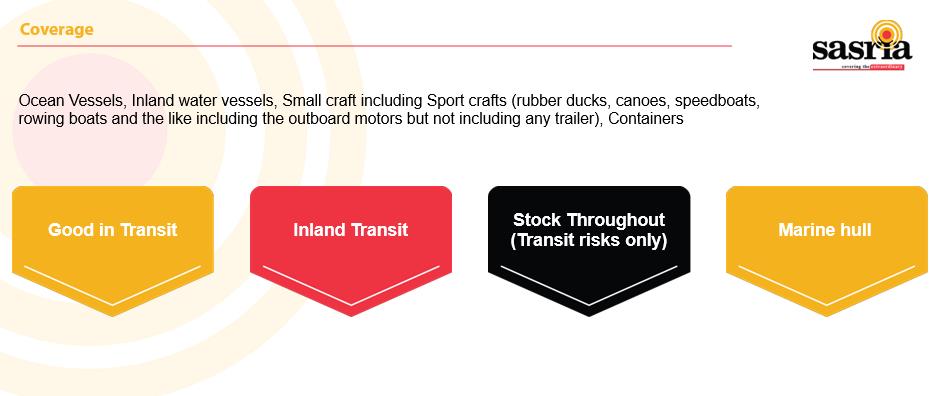 Coverage
sasria
covering the extraordinary
Ocean Vessels, Inland water vessels, Small craft including Sport crafts (rubber ducks, canoes, speedboats,
rowing boats and the like including the outboard motors but not including any trailer), Containers
Good in Transit
Inland Transit
Stock Throughout
(Transit risks only)
Marine hull